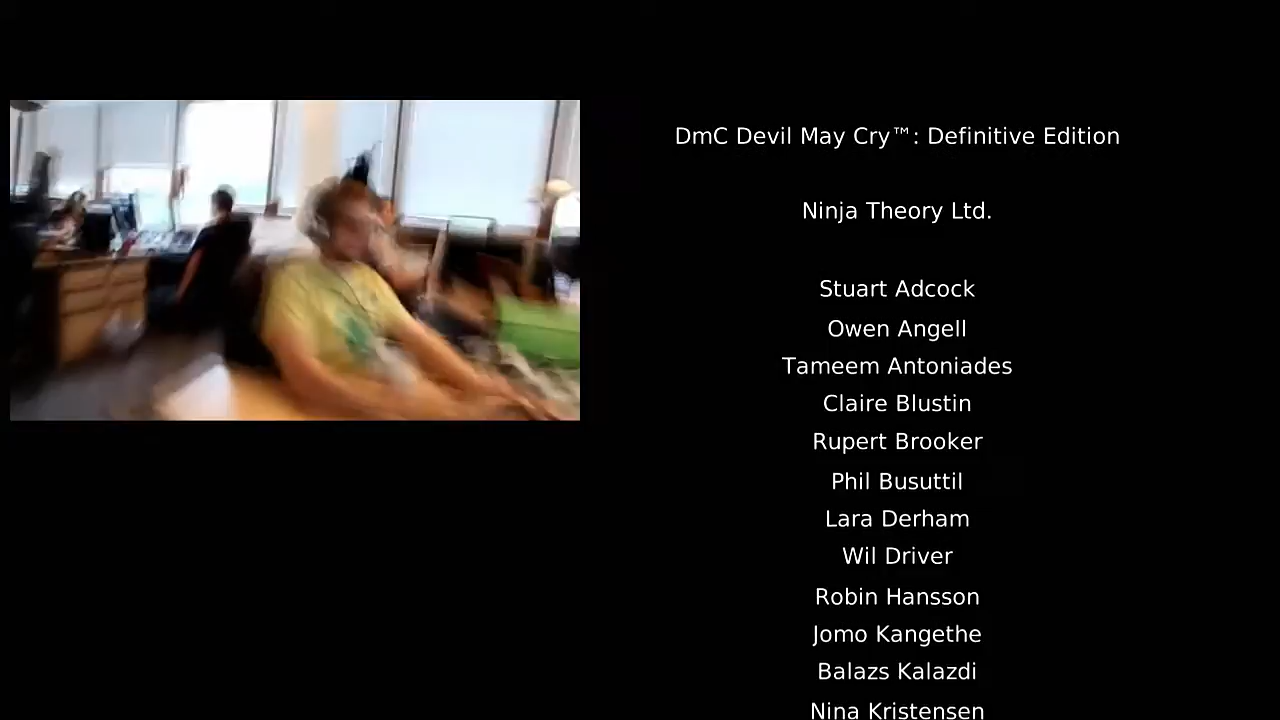 DmC Devil May Cry™: Definitive Edition
Ninja Theory Ltd.
Stuart Adcock
Owen Angell
Tameem Antoniades
Claire Blustin
Rupert Brooker
Phil Busuttil
Lara Derham
Wil Driver
Robin Hansson
Jomo Kangethe
Balazs Kalazdi
Nina Kristensen